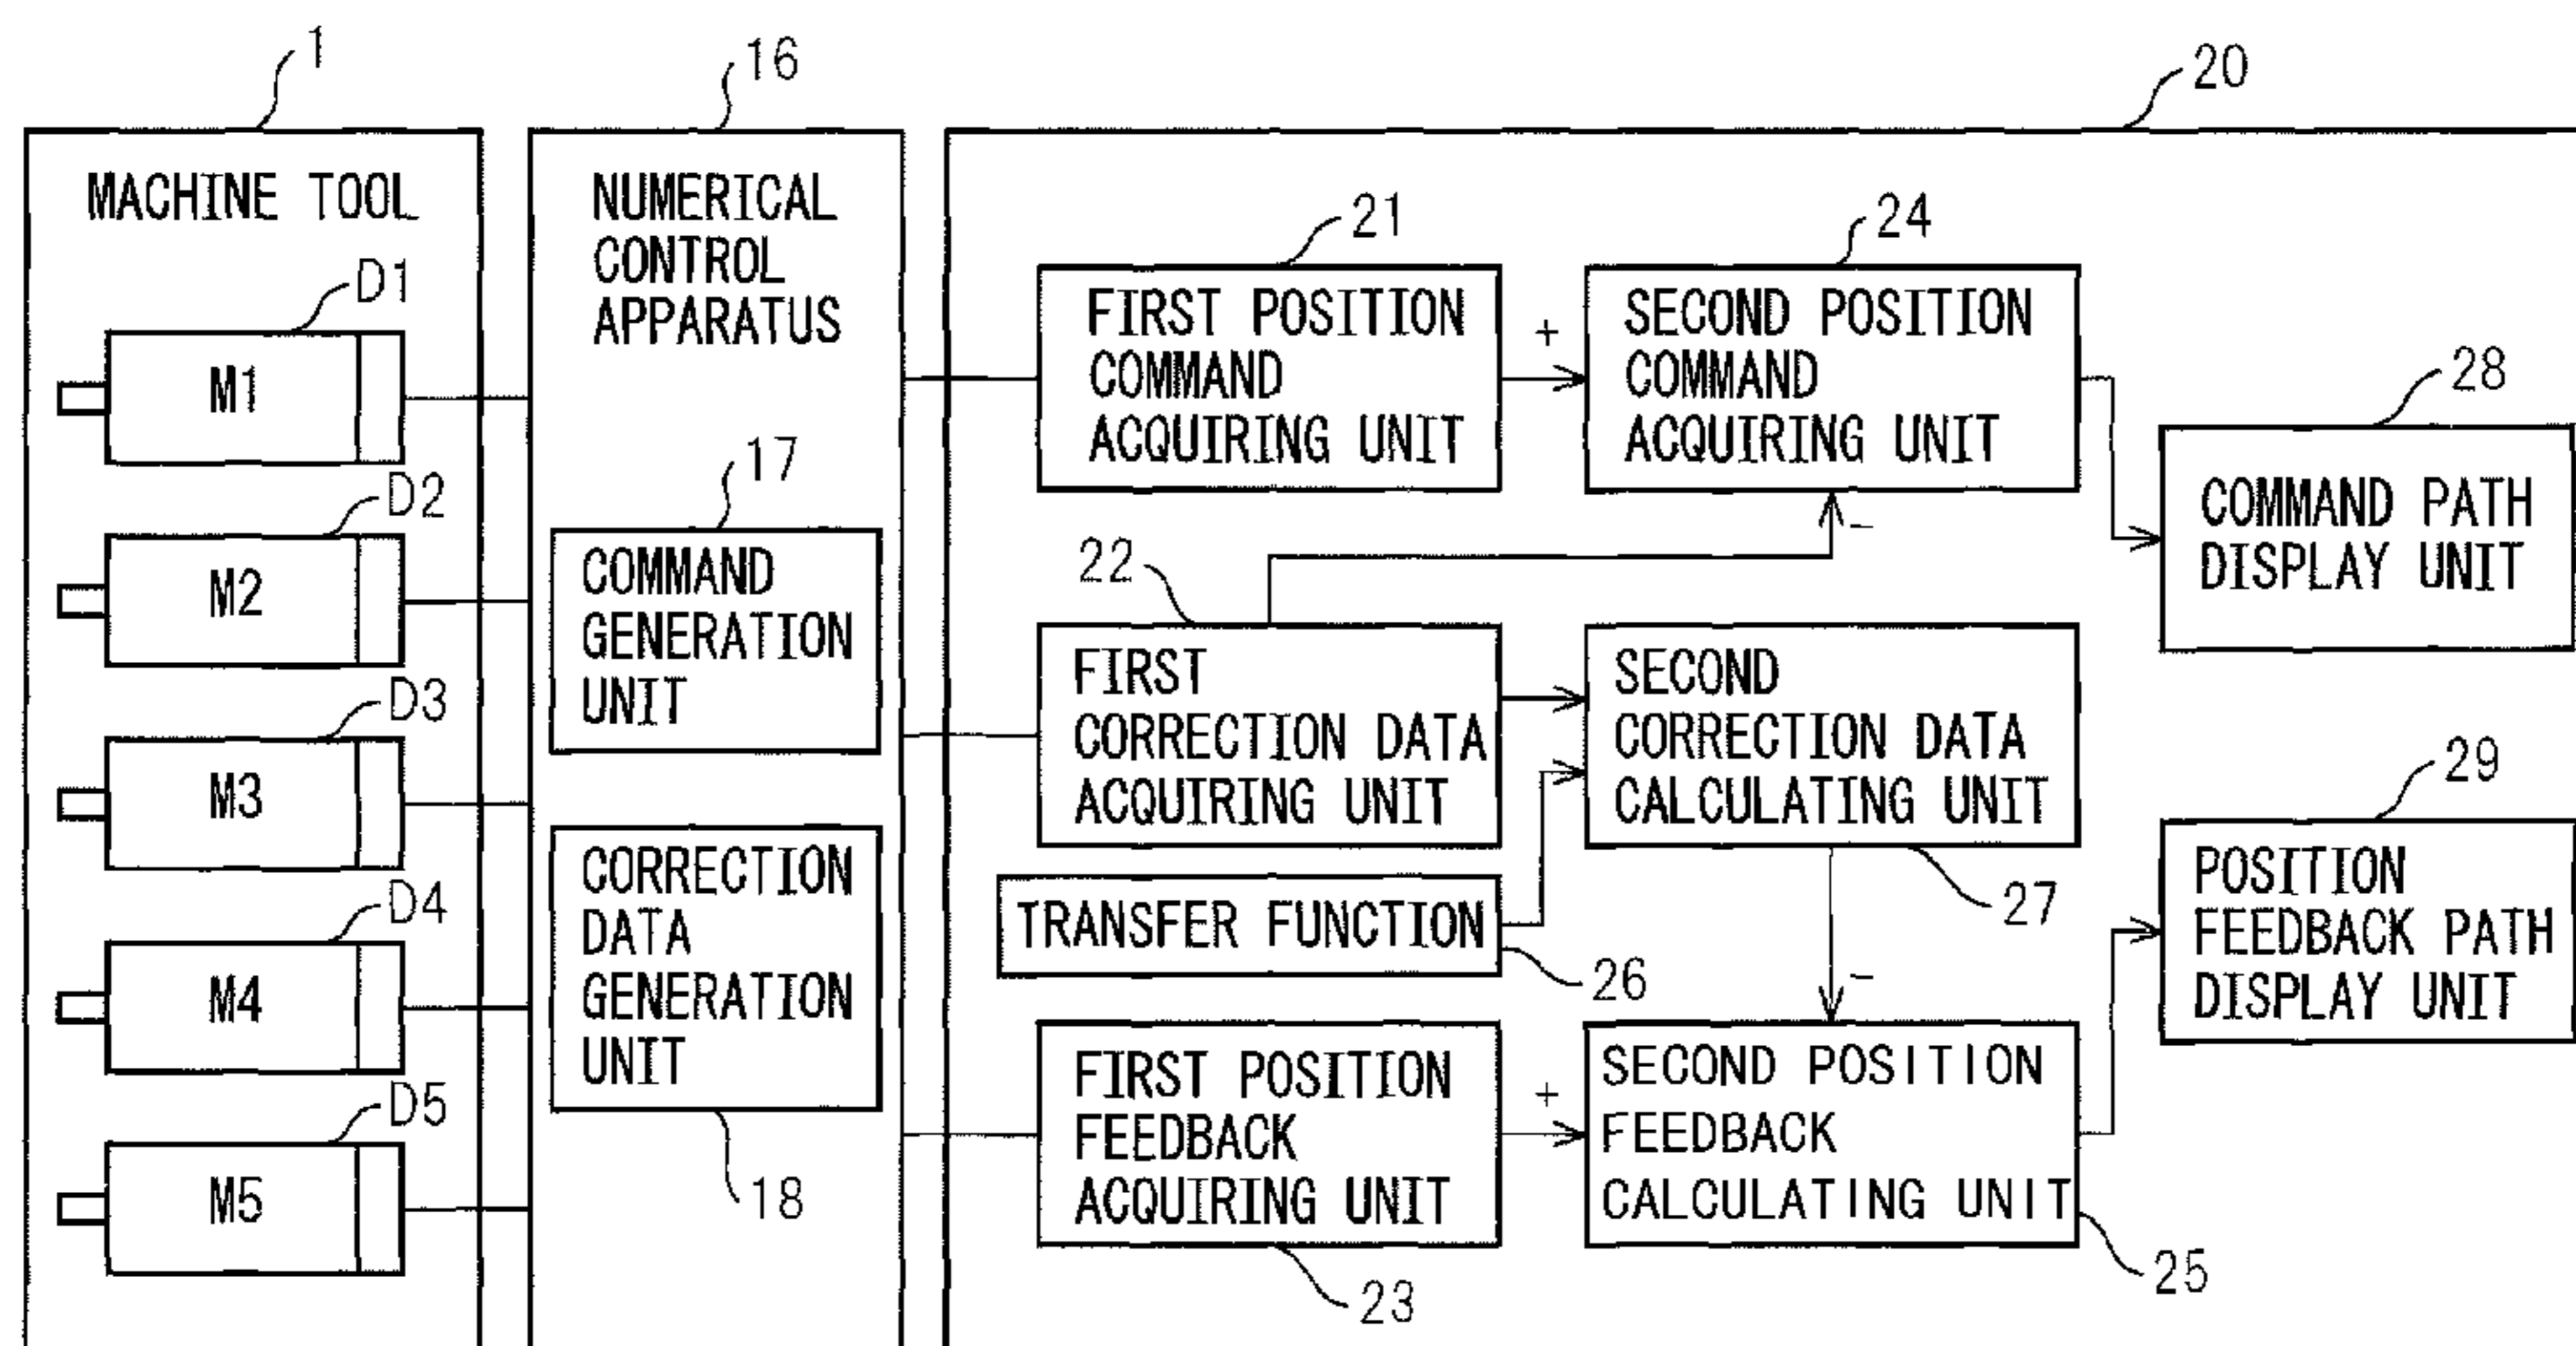 1
MACHINE TOOL
D1
M1
D2
M2
D3
M3
D4
M4
D5
M5
16
NUMERICAL
CONTROL
APPARATUS
17
COMMAND
GENERATION
UNIT
CORRECTION
DATA
GENERATION
UNIT
18
20
21
FIRST POSITION
COMMAND
ACQUIRING UNIT
+
24
SECOND POSITION
COMMAND
ACQUIRING UNIT
-
28
COMMAND PATH
DISPLAY UNIT
22
FIRST
CORRECTION DATA
ACQUIRING UNIT
SECOND
CORRECTION DATA
CALCULATING UNIT
27
TRANSFER FUNCTION
26
-
29
POSITION
FEEDBACK PATH
DISPLAY UNIT
FIRST POSITION
FEEDBACK
ACQUIRING UNIT
23
+
SECOND POSITION
FEEDBACK
CALCULATING UNIT
25